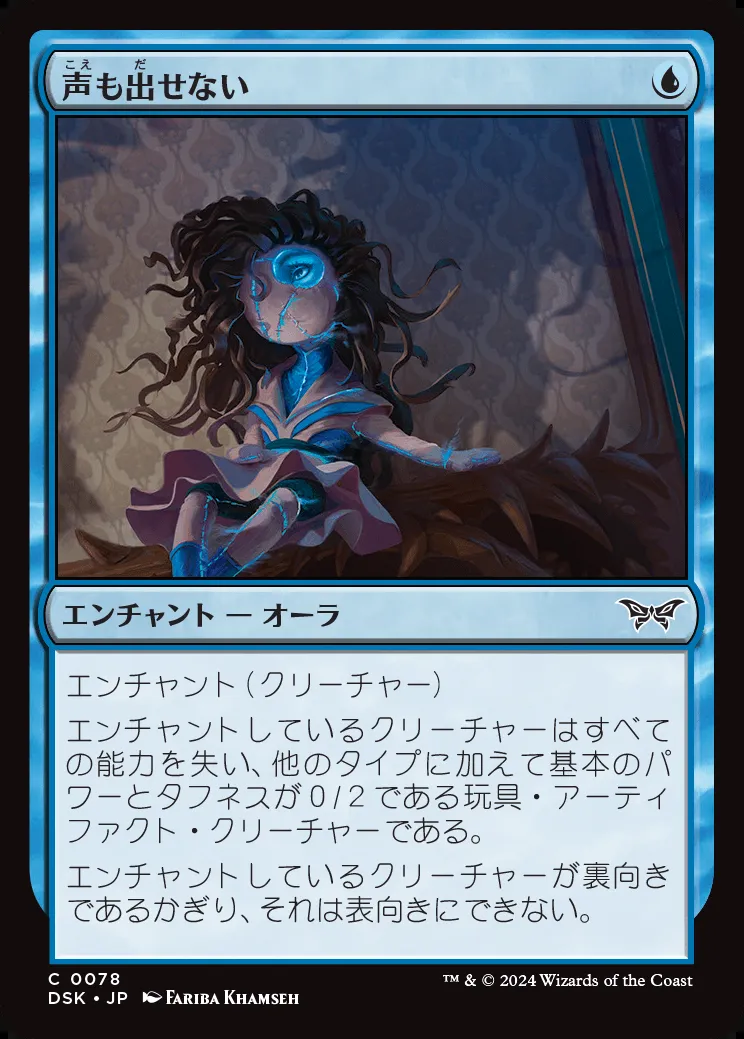 声も出せない
エンチャント — オーラ
エンチャント(クリーチャー)
エンチャントしているクリーチャーはすべて
の能力を失い、他のタイプに加えて基本のパ
ワーとタフネスが0/2である玩具・アーティ
ファクト・クリーチャーである。
エンチャントしているクリーチャーが裏向き
であるかぎり、それは表向きにできない。
C 0078
DSK • JP Fariba Khamseh
™ & © 2024 Wizards of the Coast